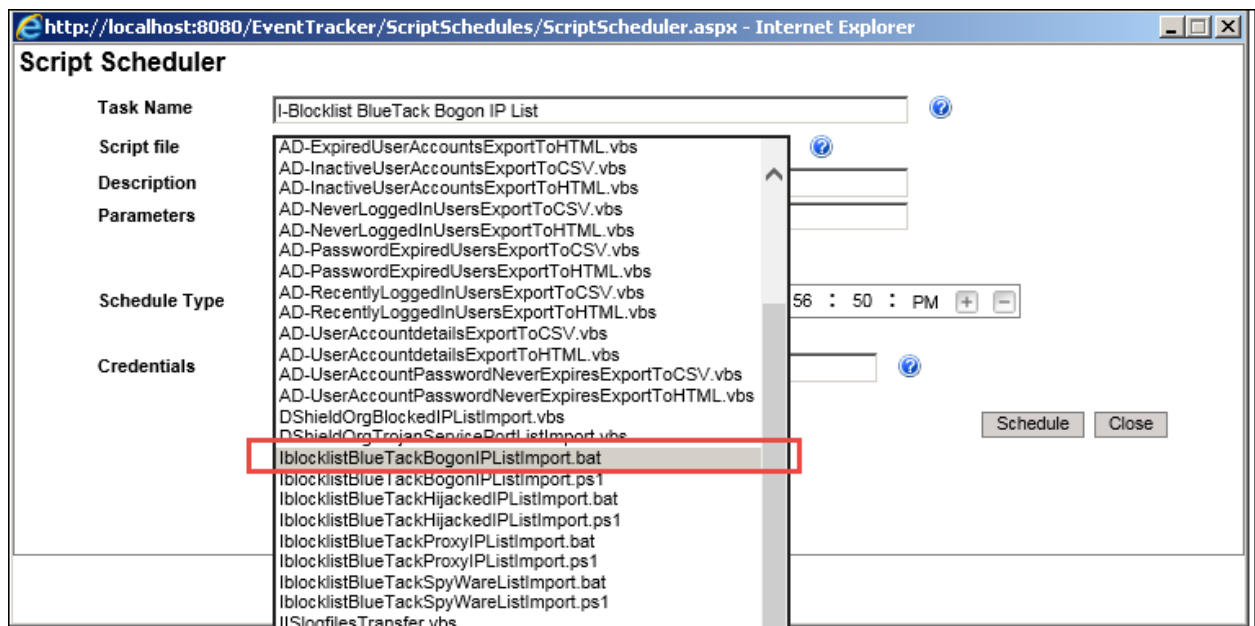 http://localhost:8080/EventTracker/ScriptSchedules/ScriptScheduler.aspx - Internet Explorer
Script Scheduler
Task Name
I-Blocklist BlueTack Bogon IP List
Script file
AD-ExpiredUserAccountsExportToHTML.vbs
AD-InactiveUserAccountsExportToCSV.vbs
Description
AD-InactiveUserAccountsExportToHTML.vbs
AD-NeverLoggedInUsersExportToCSV.vbs
Parameters
AD-NeverLoggedInUsersExportToHTML.vbs
AD-PasswordExpiredUsersExportToCSV.vbs
AD-PasswordExpiredUsersExportToHTML.vbs
AD-RecentlyLoggedInUsersExportToCSV.vbs
Schedule Type
56 : 50 : PM
AD-RecentlyLoggedInUsersExportToHTML.vbs
AD-UserAccountdetailsExportToCSV.vbs
AD-UserAccountdetailsExportToHTML.vbs
Credentials
AD-UserAccountPasswordNeverExpiresExportToCSV.vbs
AD-UserAccountPasswordNeverExpiresExportToHTML.vbs
DShieldOrgBlockedIPListImport.vbs
Schedule Close
DShieldOrgTrojanServicePortListImport.vbs
IblocklistBlueTackBogonIPListImport.bat
IblocklistBlueTackBogonIPListImport.ps1
IblocklistBlueTackHijackedIPListImport.bat
IblocklistBlueTackHijackedIPListImport.ps1
IblocklistBlueTackProxyIPListImport.bat
IblocklistBlueTackProxyIPListImport.ps1
IblocklistBlueTackSpyWareListImport.bat
IblocklistBlueTackSpyWareListImport.ps1
IISlogfilesTransfer.vbs